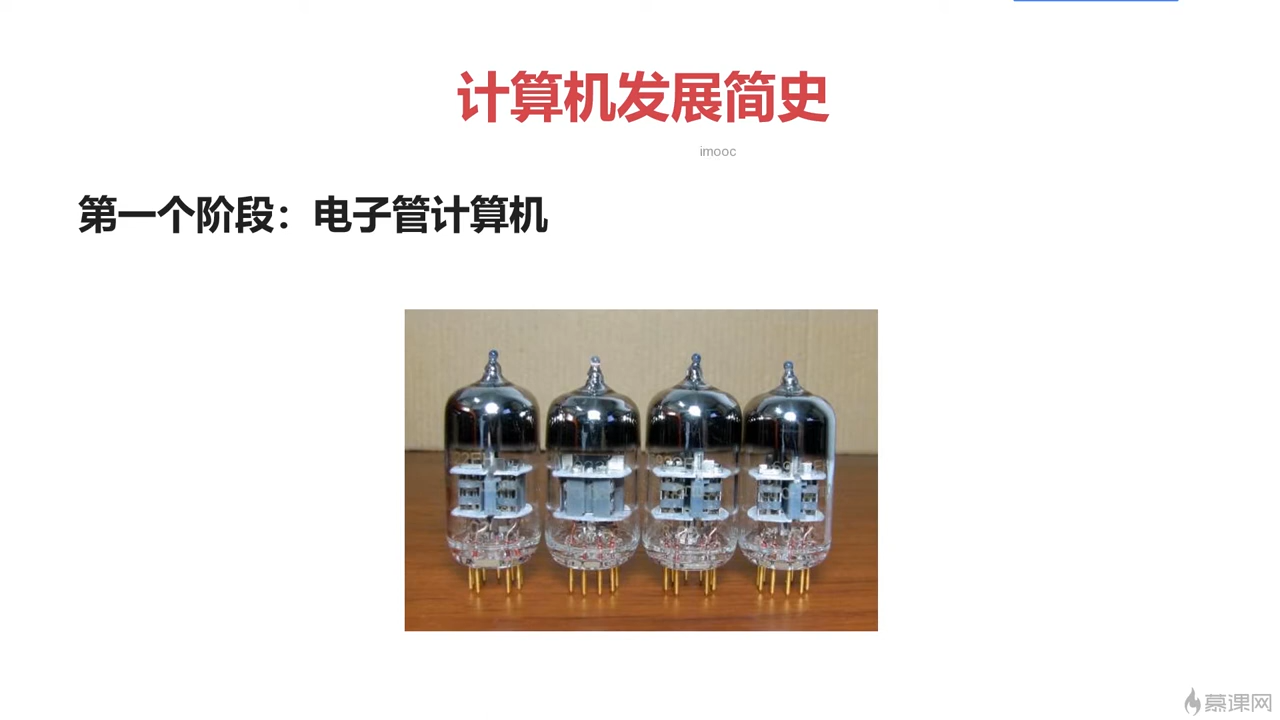 计算机发展简史
imooc
第一个阶段：电子管计算机
慕课网